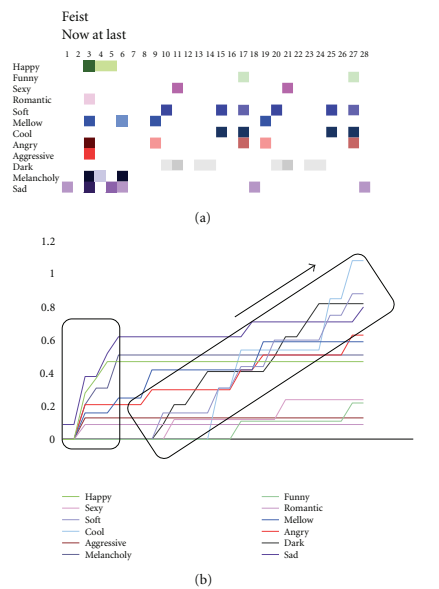 Feist
Now at last
1 2 3 4 5 6 7 8 9 10 11 12 13 14 15 16 17 18 19 20 21 22 23 24 25 26 27 28
Happy
Funny
Sexy
Romantic
Soft
Mellow
Cool
Angry
Aggressive
Dark
Melancholy
Sad
(a)
1.2
1
0.8
0.6
0.4
0.2
0
Happy Funny
Sexy Romantic
Soft Mellow
Cool Angry
Aggressive Dark
Melancholy Sad
(b)